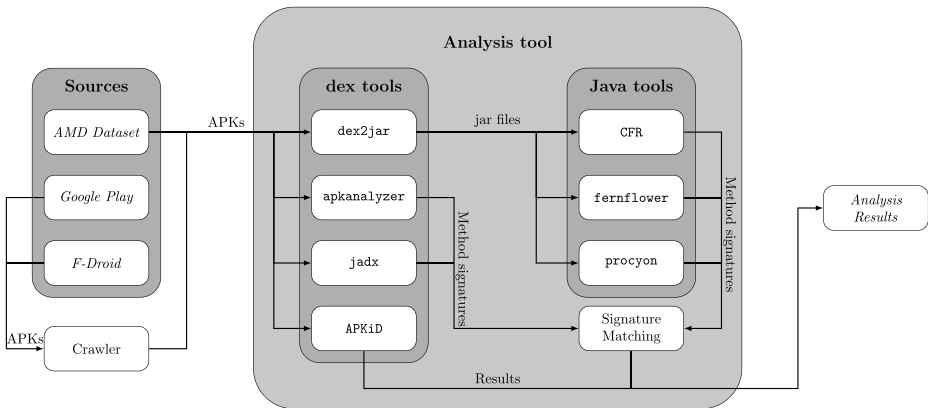 Analysis tool
Sources
dex tools
Java tools
AMD Dataset
APKs
dex2jar
jar files
CFR
Google Play
apkanalyzer
fernflower
Method signatures
Method signatures
Analysis
Results
F-Droid
jadx
procyon
APKs
Crawler
APKiD
Signature
Matching
Results